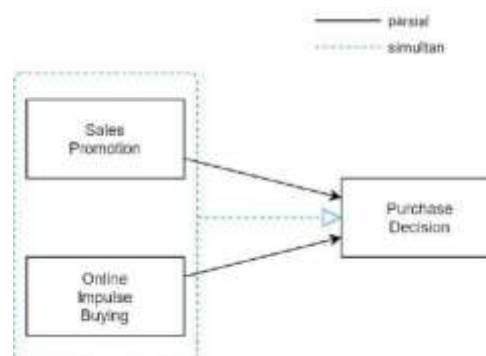 parsial
simultan
Sales
Promotion
Purchase
Decision
Online
Impulse
Buying